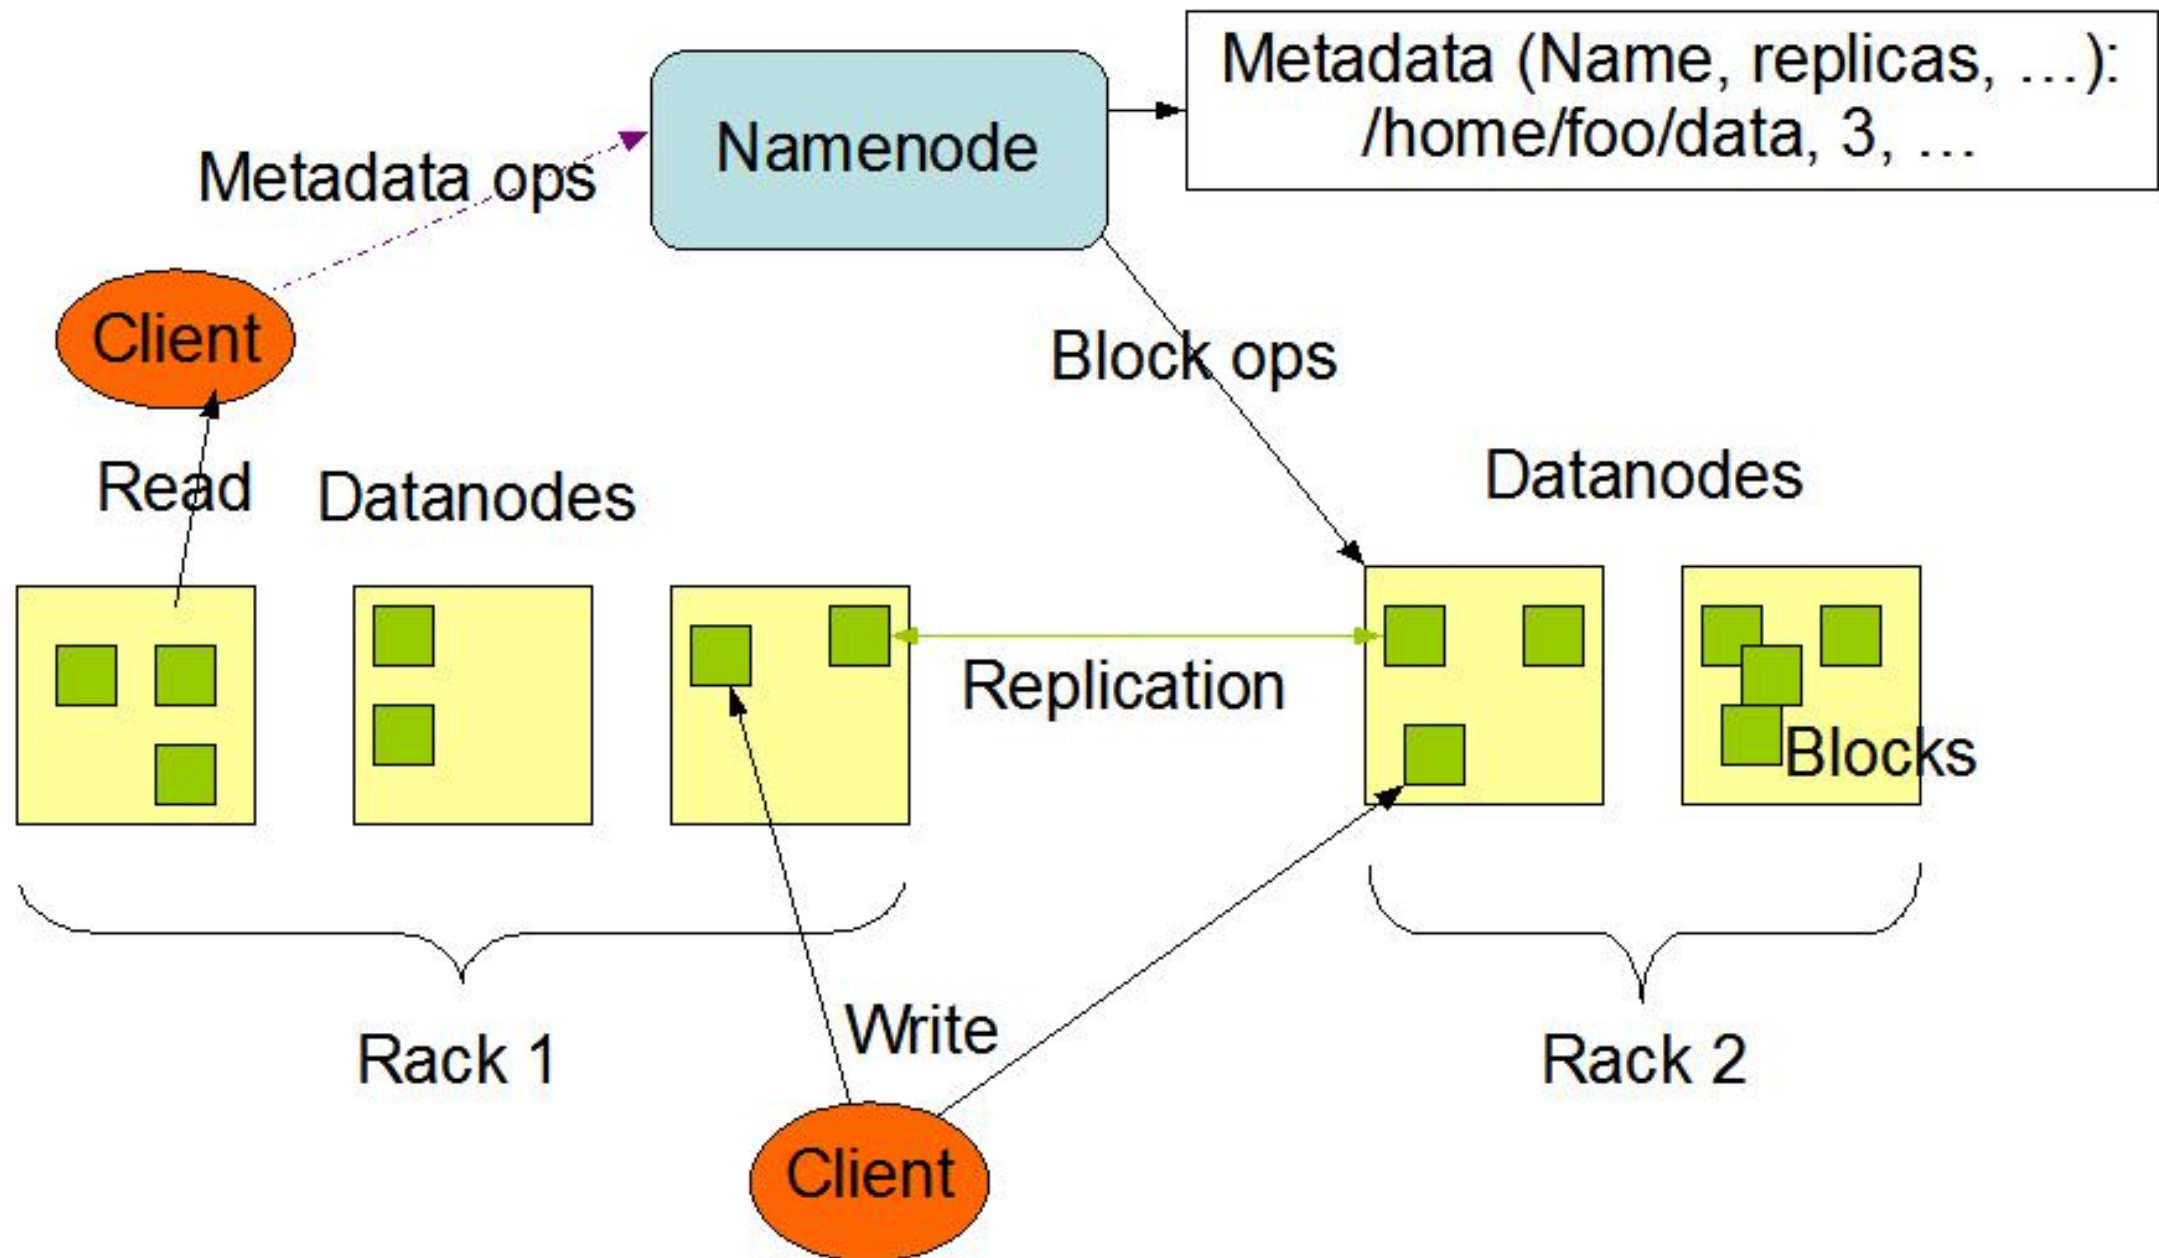 Metadata (Name, replicas, …):
/home/foo/data, 3, …
Namenode
Metadata ops
Client
Block ops
Read
Datanodes
Datanodes
Replication
Blocks
Rack 1
Write
Rack 2
Client